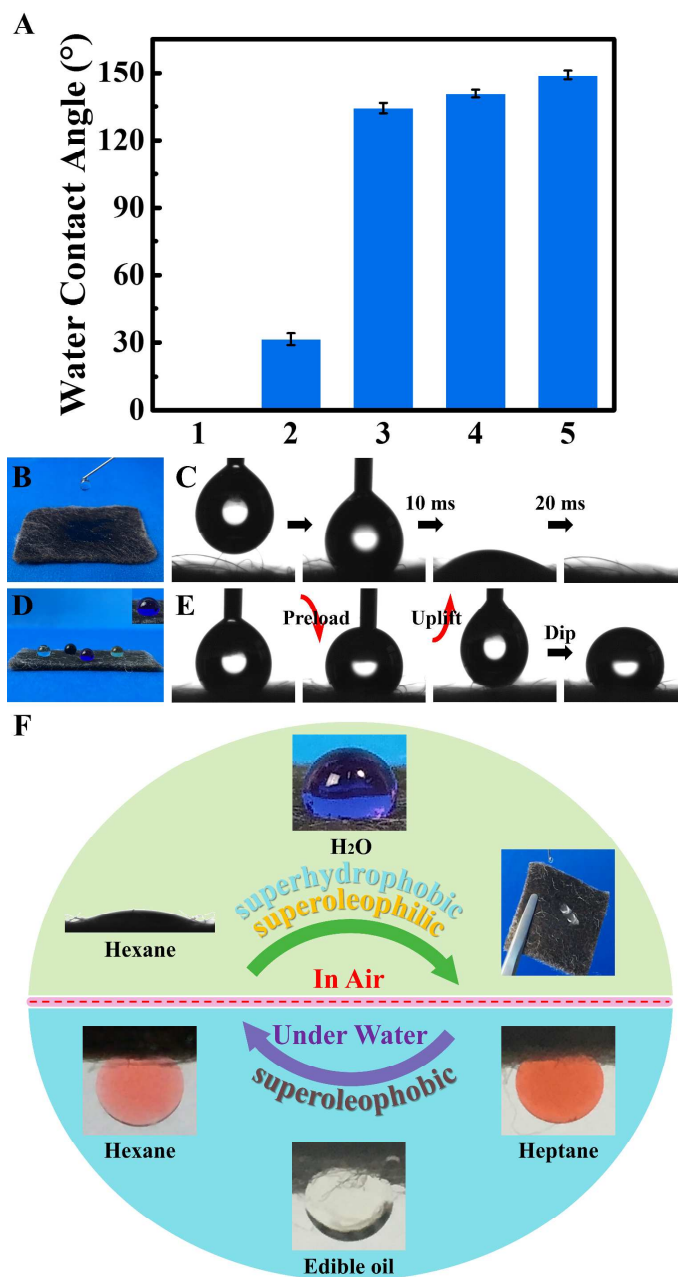 A
Water Contact Angle (°)
150
120
90
60
30
0
1 2 3 4 5
B
C
10 ms
20 ms
D
E
Preload
Uplift
Dip
F
H₂O
superhydrophobic
superoleophilic
Hexane
In Air
Under Water
superoleophobic
Hexane
Heptane
Edible oil